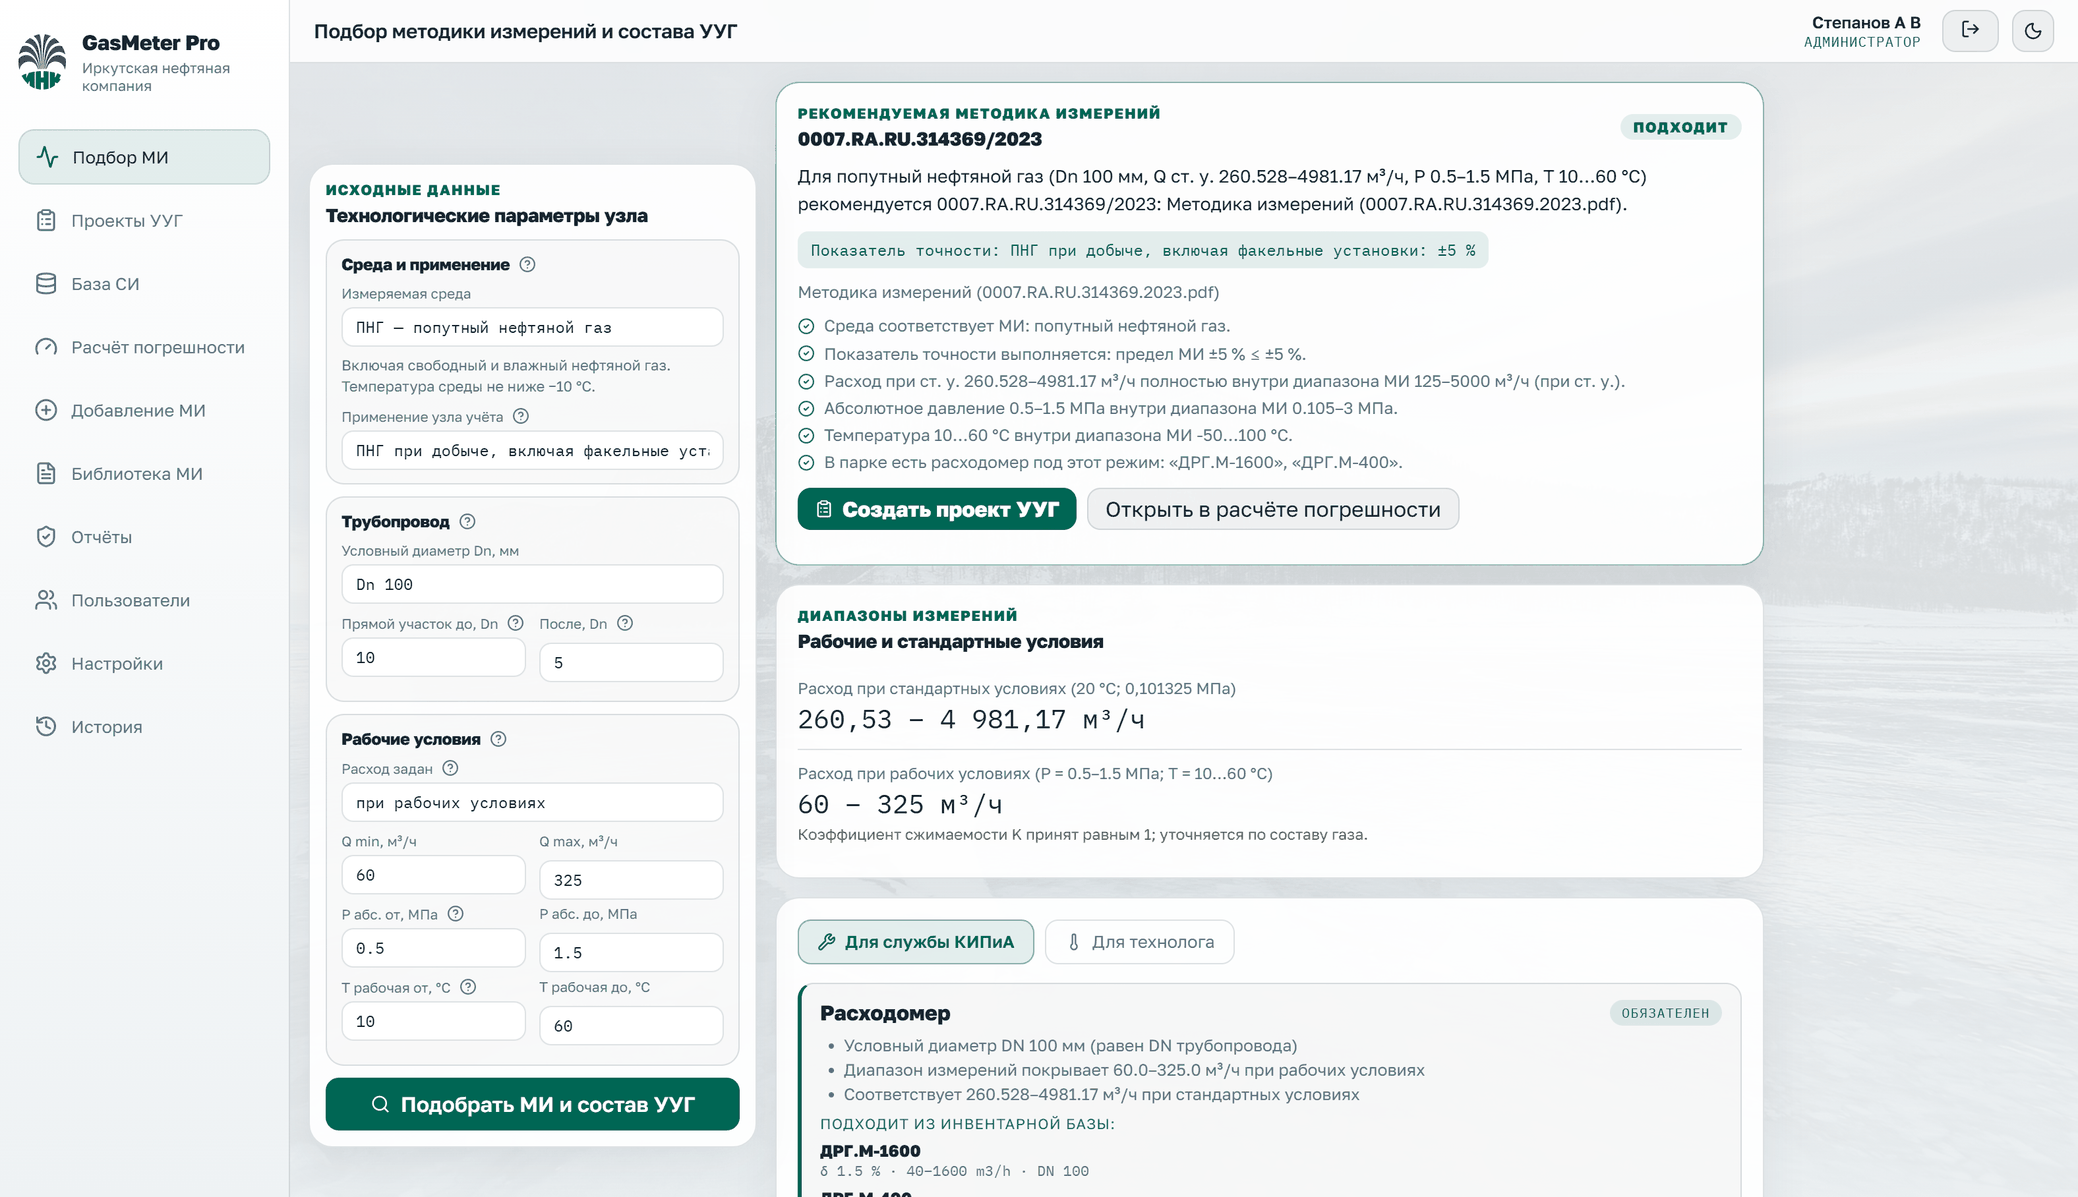 GasMeter Pro
Иркутская нефтяная
компания
ИНК
Подбор МИ
Проекты УУГ
База СИ
Расчёт погрешности
Добавление МИ
Библиотека МИ
Отчёты
Пользователи
Настройки
История
Подбор методики измерений и состава УУГ
Степанов А В
АДМИНИСТРАТОР
ИСХОДНЫЕ ДАННЫЕ
Технологические параметры узла
Среда и применение
Измеряемая среда
ПНГ — попутный нефтяной газ
Включая свободный и влажный нефтяной газ.
Температура среды не ниже −10 °C.
Применение узла учёта
ПНГ при добыче, включая факельные уст
Трубопровод
Условный диаметр Dn, мм
Dn 100
Прямой участок до, Dn
После, Dn
10
5
Рабочие условия
Расход задан
при рабочих условиях
Q min, м³/ч
Q max, м³/ч
60
325
P абс. от, МПа
P абс. до, МПа
0.5
1.5
T рабочая от, °C
T рабочая до, °C
10
60
Подобрать МИ и состав УУГ
РЕКОМЕНДУЕМАЯ МЕТОДИКА ИЗМЕРЕНИЙ
0007.RA.RU.314369/2023
ПОДХОДИТ
Для попутный нефтяной газ (Dn 100 мм, Q ст. у. 260.528–4981.17 м³/ч, P 0.5–1.5 МПа, T 10…60 °C)
рекомендуется 0007.RA.RU.314369/2023: Методика измерений (0007.RA.RU.314369.2023.pdf).
Показатель точности: ПНГ при добыче, включая факельные установки: ±5 %
Методика измерений (0007.RA.RU.314369.2023.pdf)
Среда соответствует МИ: попутный нефтяной газ.
Показатель точности выполняется: предел МИ ±5 % ≤ ±5 %.
Расход при ст. у. 260.528–4981.17 м³/ч полностью внутри диапазона МИ 125–5000 м³/ч (при ст. у.).
Абсолютное давление 0.5–1.5 МПа внутри диапазона МИ 0.105–3 МПа.
Температура 10…60 °C внутри диапазона МИ -50…100 °C.
В парке есть расходомер под этот режим: «ДРГ.М-1600», «ДРГ.М-400».
Создать проект УУГ
Открыть в расчёте погрешности
ДИАПАЗОНЫ ИЗМЕРЕНИЙ
Рабочие и стандартные условия
Расход при стандартных условиях (20 °C; 0,101325 МПа)
260,53 – 4 981,17 м³/ч
Расход при рабочих условиях (P = 0.5–1.5 МПа; T = 10…60 °C)
60 – 325 м³/ч
Коэффициент сжимаемости K принят равным 1; уточняется по составу газа.
Для службы КИПиА
Для технолога
Расходомер
ОБЯЗАТЕЛЕН
• Условный диаметр DN 100 мм (равен DN трубопровода)
• Диапазон измерений покрывает 60.0–325.0 м³/ч при рабочих условиях
• Соответствует 260.528–4981.17 м³/ч при стандартных условиях
ПОДХОДИТ ИЗ ИНВЕНТАРНОЙ БАЗЫ:
ДРГ.М-1600
δ 1.5 % · 40–1600 m3/h · DN 100
ДРГ.М-400